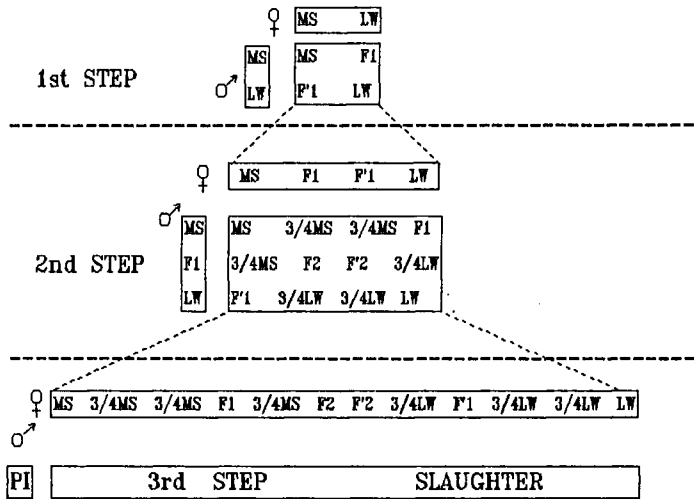 ♀ MS LW
MS MS F1
1st STEP ♂ LW F'1 LW
♀ MS F1 F'1 LW
♂ MS MS 3/4MS 3/4MS F1
2nd STEP F1 3/4MS F2 F'2 3/4LW
LW F'1 3/4LW 3/4LW LW
♀ MS 3/4MS 3/4MS F1 3/4MS F2 F'2 3/4LW F'1 3/4LW 3/4LW LW
♂
PI 3rd STEP SLAUGHTER